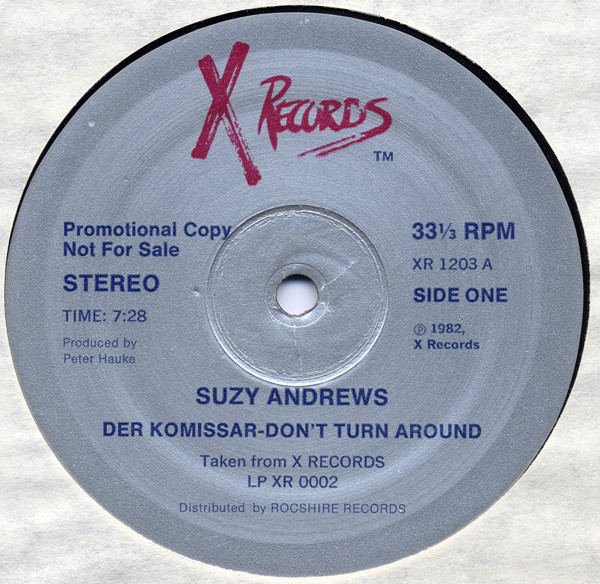 X RECORDS
TM
Promotional Copy
Not For Sale
STEREO
TIME: 7:28
Produced by
Peter Hauke
33⅓ RPM
XR 1203 A
SIDE ONE
℗ 1982,
X Records
SUZY ANDREWS
DER KOMISSAR-DON'T TURN AROUND
Taken from X RECORDS
LP XR 0002
Distributed by ROCSHIRE RECORDS